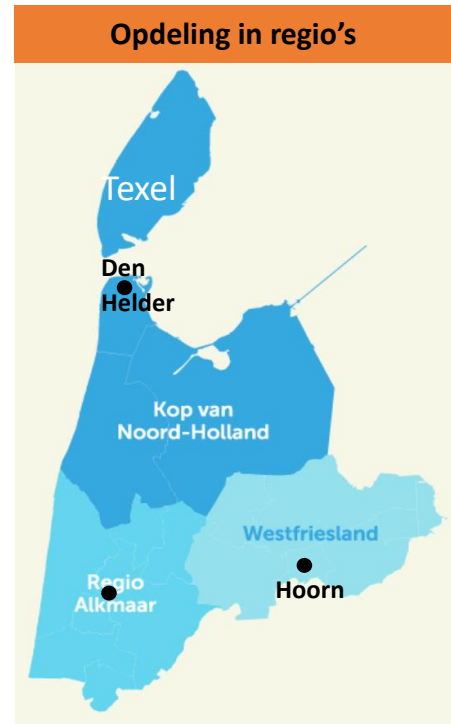 Opdeling in regio's
Texel
Den
Helder
Kop van
Noord-Holland
Westfriesland
Hoorn
Regio
Alkmaar